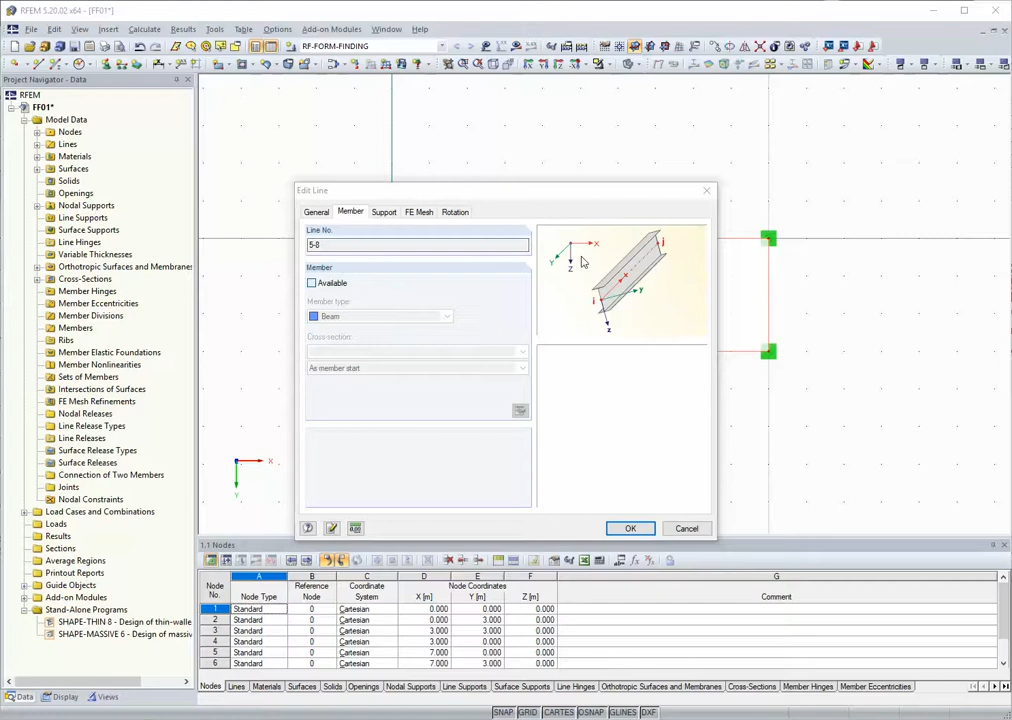 RFEM 5.20.02 x64 - [FF01*]
File Edit View Insert Calculate Results Tools Table Options Add-on Modules Window Help
RF-FORM-FINDING
Project Navigator - Data
RFEM
FF01*
Model Data
Nodes
Lines
Materials
Surfaces
Solids
Openings
Nodal Supports
Line Supports
Surface Supports
Line Hinges
Variable Thicknesses
Orthotropic Surfaces and Membranes
Cross-Sections
Member Hinges
Member Eccentricities
Member Divisions
Members
Ribs
Member Elastic Foundations
Member Nonlinearities
Sets of Members
Intersections of Surfaces
FE Mesh Refinements
Nodal Releases
Line Release Types
Line Releases
Surface Release Types
Surface Releases
Connection of Two Members
Joints
Nodal Constraints
Load Cases and Combinations
Loads
Results
Sections
Average Regions
Printout Reports
Guide Objects
Add-on Modules
Stand-Alone Programs
SHAPE-THIN 8 - Design of thin-walle
SHAPE-MASSIVE 6 - Design of massiv
Data Display Views
X
Y
Edit Line
General Member Support FE Mesh Rotation
Line No.
5-8
Member
Available
Member type:
Beam
Cross-section:
As member start
X
Y
Z
j
x
y
i
z
OK Cancel
1.1 Nodes
A B C D E F G
Node Reference Coordinate Node Coordinates
No. Node Type Node System X [m] Y [m] Z [m] Comment
1 Standard 0 Cartesian 0.000 0.000 0.000
2 Standard 0 Cartesian 0.000 3.000 0.000
3 Standard 0 Cartesian 3.000 3.000 0.000
4 Standard 0 Cartesian 3.000 0.000 0.000
5 Standard 0 Cartesian 7.000 0.000 0.000
6 Standard 0 Cartesian 7.000 3.000 0.000
Nodes Lines Materials Surfaces Solids Openings Nodal Supports Line Supports Surface Supports Line Hinges Orthotropic Surfaces and Membranes Cross-Sections Member Hinges Member Eccentricities
SNAP GRID CARTES OSNAP GLINES DXF